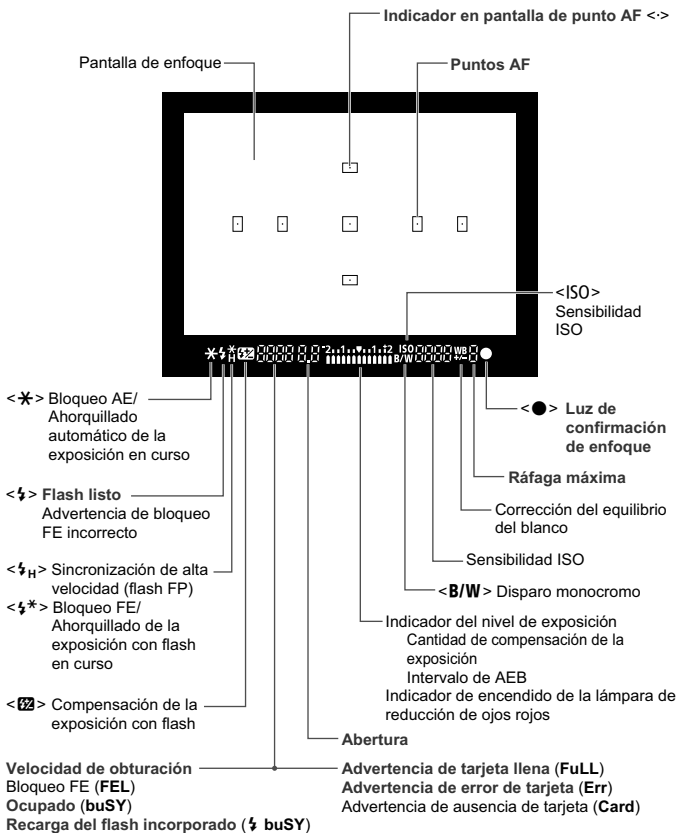 Indicador en pantalla de punto AF <·>
Pantalla de enfoque
Puntos AF
<ISO>
Sensibilidad
ISO
-2..1..▼..1..+2 ISO B/W WB +/-
<✱> Bloqueo AE/
Ahorquillado
automático de la
exposición en curso
<●> Luz de
confirmación
de enfoque
Ráfaga máxima
<⚡> Flash listo
Advertencia de bloqueo
FE incorrecto
Corrección del equilibrio
del blanco
Sensibilidad ISO
<⚡H> Sincronización de alta
velocidad (flash FP)
<B/W> Disparo monocromo
<⚡*> Bloqueo FE/
Ahorquillado de la
exposición con flash
en curso
Indicador del nivel de exposición
Cantidad de compensación de la
exposición
Intervalo de AEB
Indicador de encendido de la lámpara de
reducción de ojos rojos
<⚡±> Compensación de la
exposición con flash
Abertura
Velocidad de obturación
Bloqueo FE (FEL)
Ocupado (buSY)
Recarga del flash incorporado (⚡ buSY)
Advertencia de tarjeta llena (FuLL)
Advertencia de error de tarjeta (Err)
Advertencia de ausencia de tarjeta (Card)